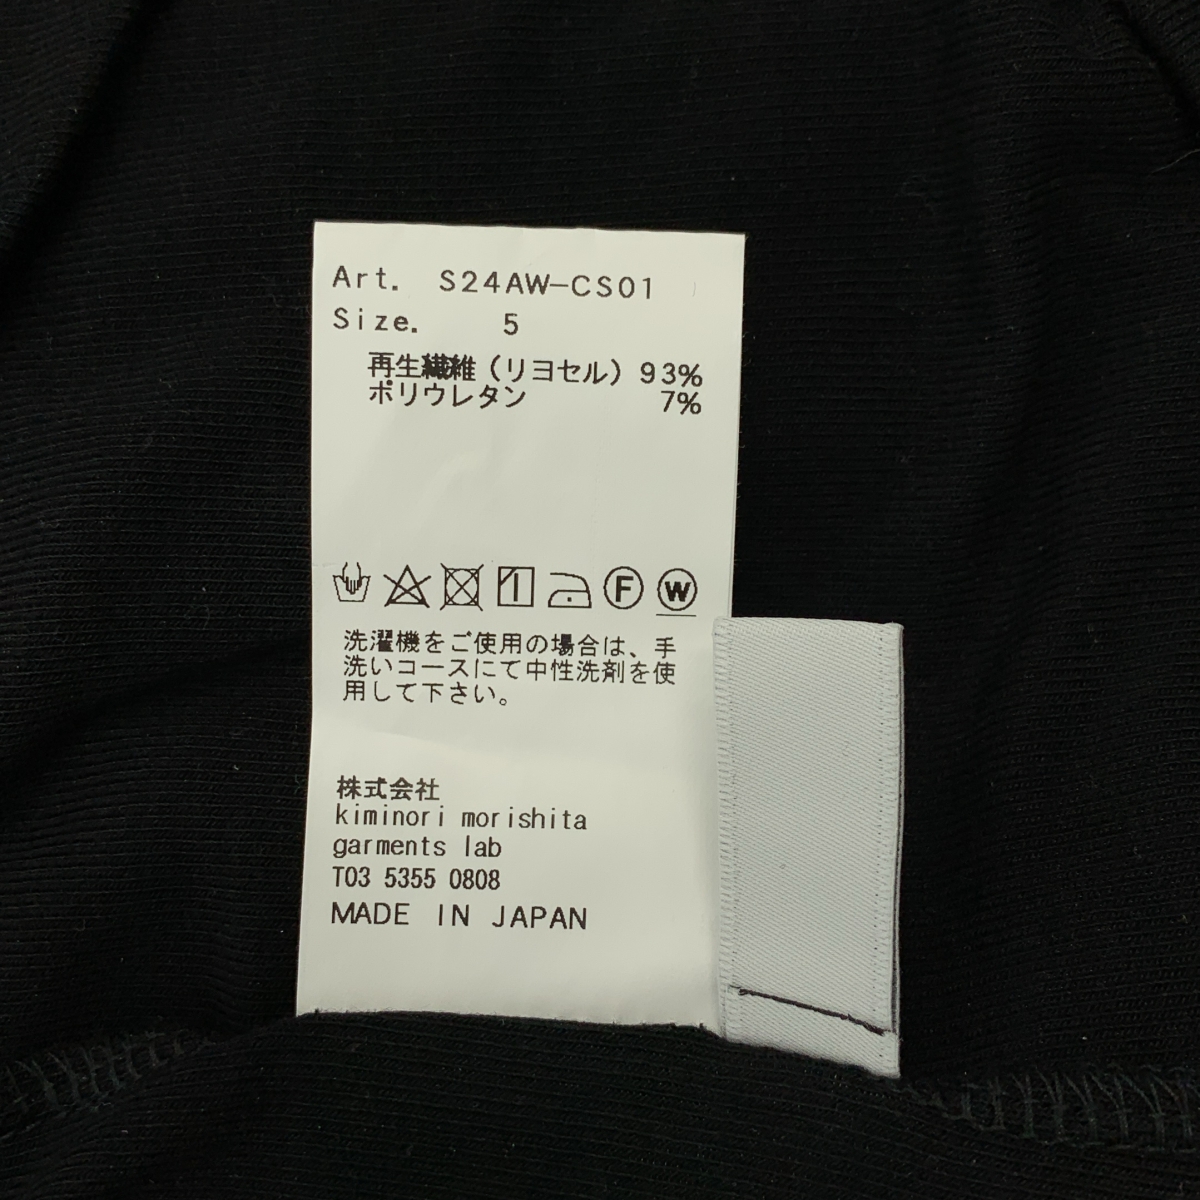 Art. S24AW-CS01
Size. 5
再生繊維（リヨセル）93%
ポリウレタン 7%
F W
洗濯機をご使用の場合は、手
洗いコースにて中性洗剤を使
用して下さい。
株式会社
kiminori morishita
garments lab
T03 5355 0808
MADE IN JAPAN